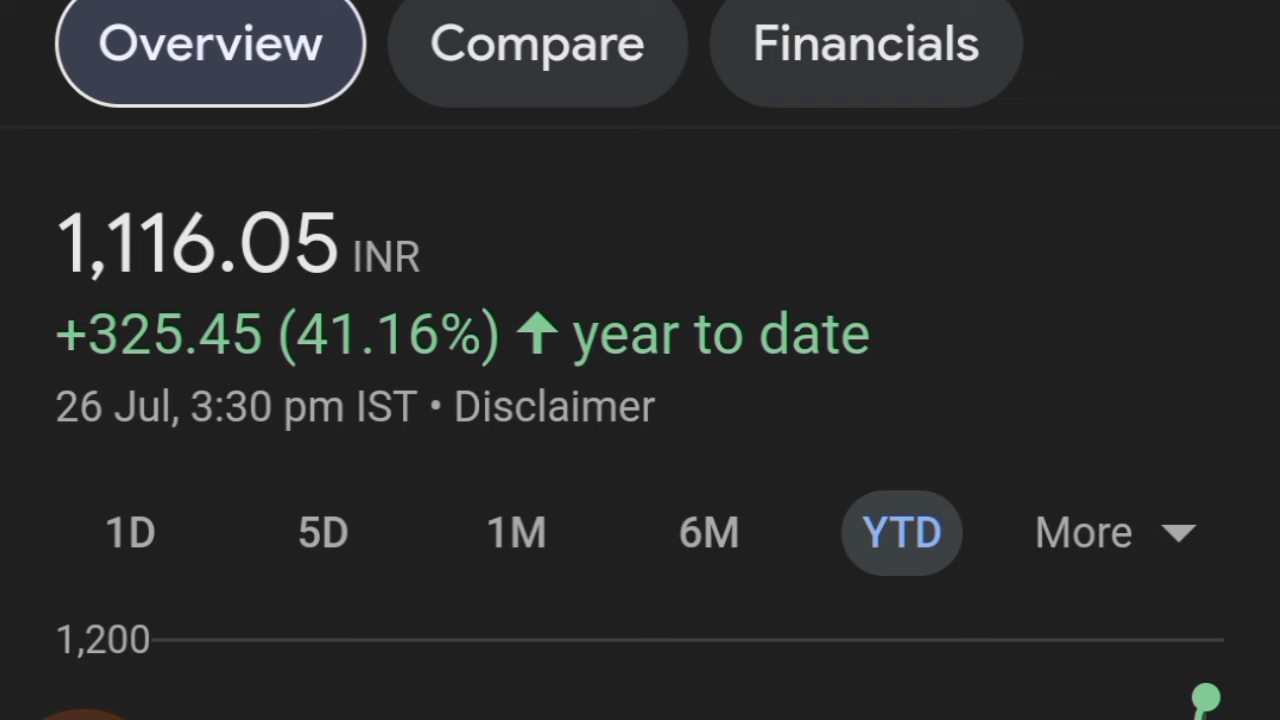 Overview Compare Financials
1,116.05 INR
+325.45 (41.16%) ↑ year to date
26 Jul, 3:30 pm IST • Disclaimer
1D 5D 1M 6M YTD More
1,200